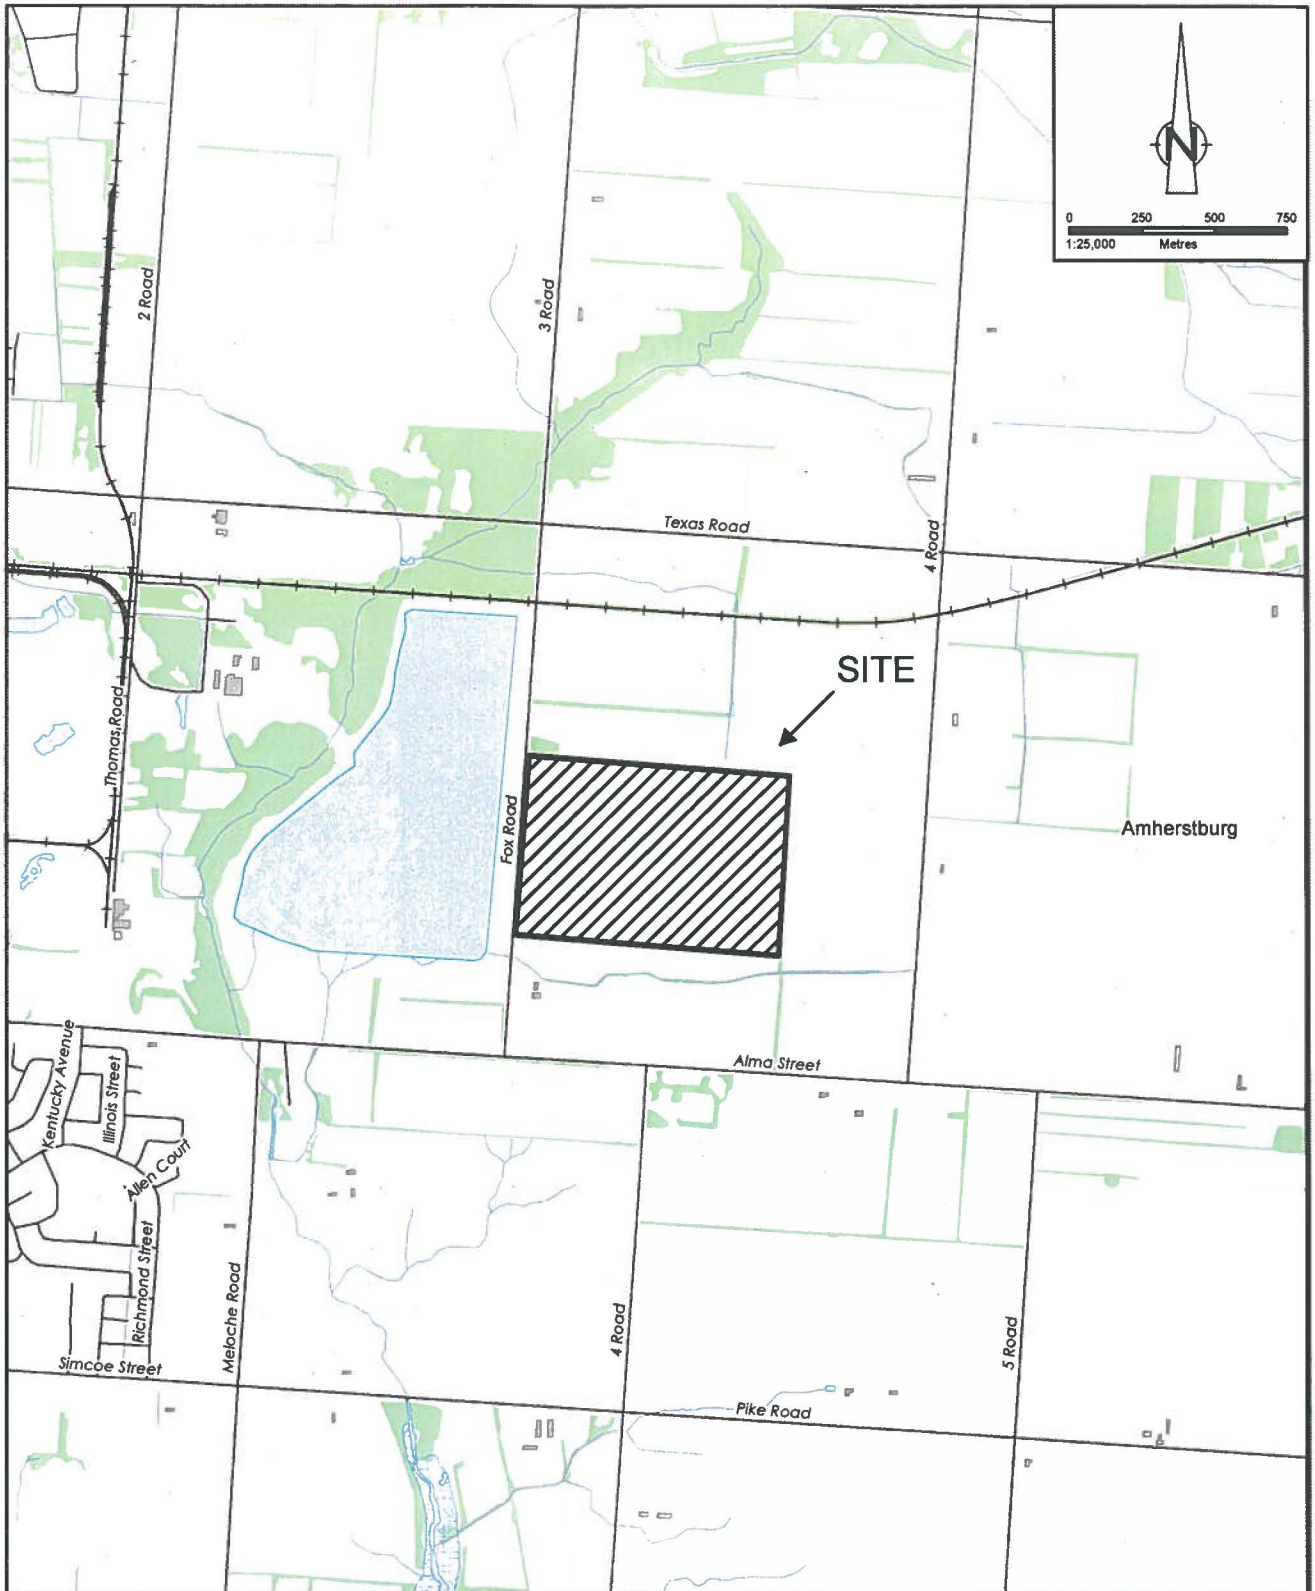 N
0 250 500 750
1:25,000 Metres
2 Road
3 Road
Texas Road
4 Road
SITE
Thomas Road
Fox Road
Amherstburg
Kentucky Avenue
Illinois Street
Alma Street
Allen Court
Richmond Street
Meloche Road
4 Road
5 Road
Simcoe Street
Pike Road